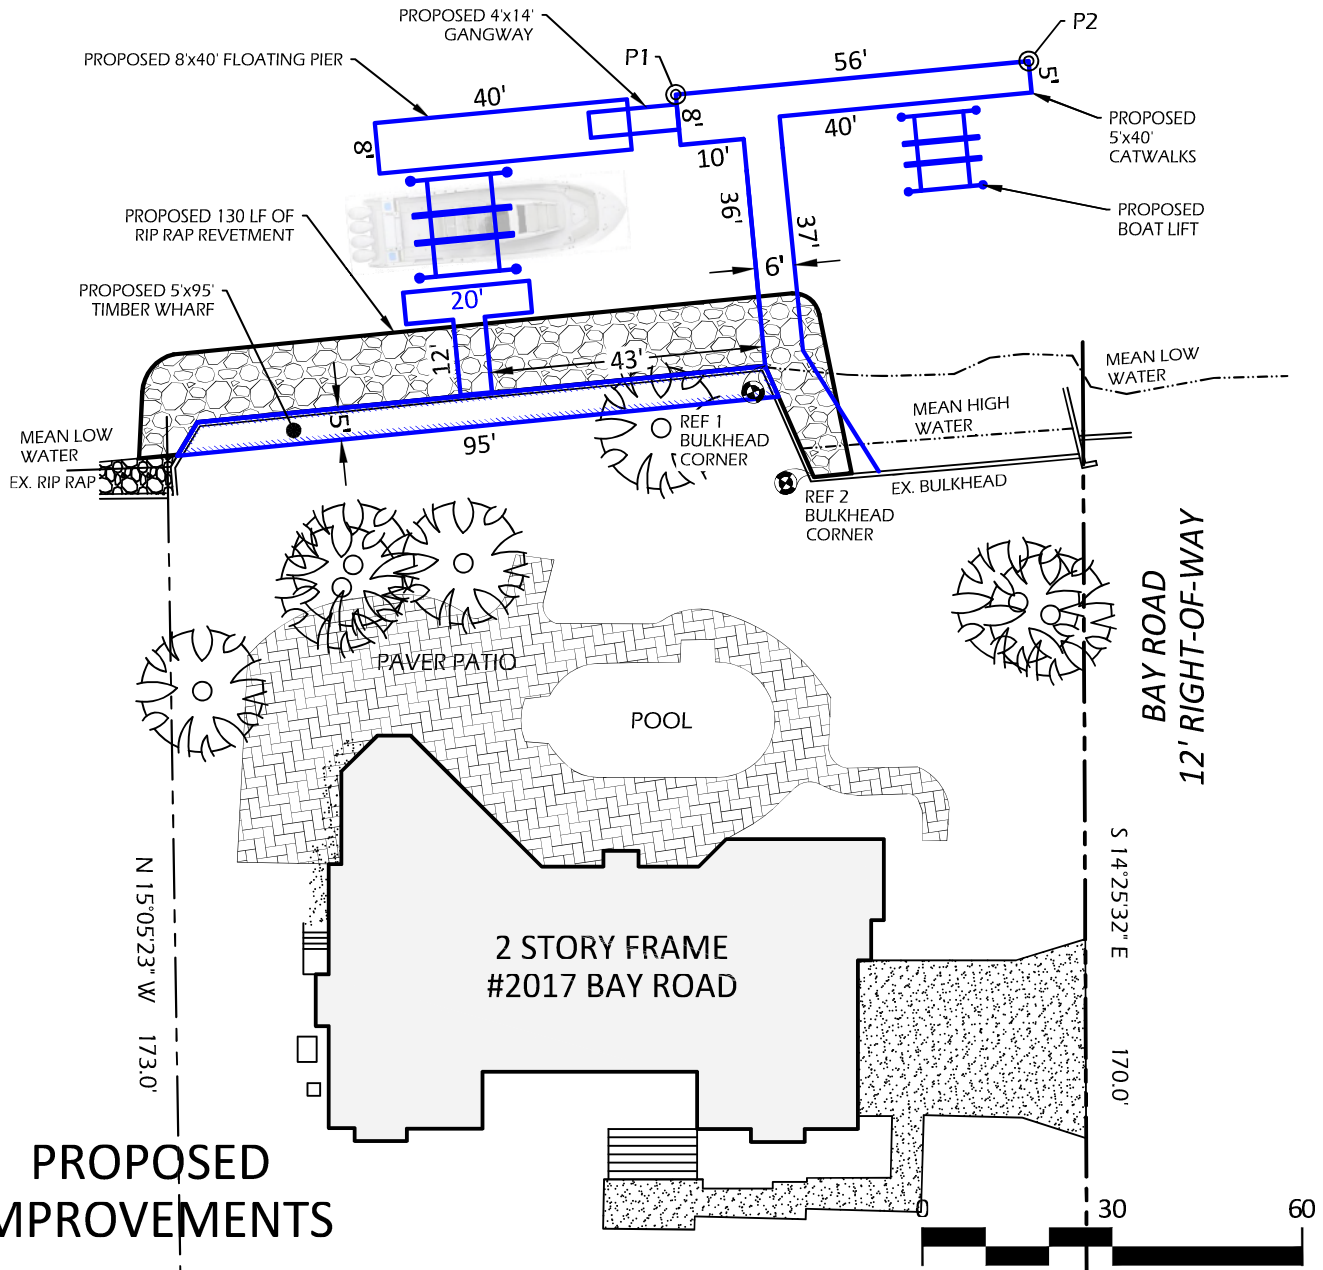 PROPOSED 4'x14'
GANGWAY
P1
P2
PROPOSED 8'x40' FLOATING PIER
56'
5'
40'
8'
8'
10'
40'
PROPOSED
5'x40'
CATWALKS
36'
37'
6'
PROPOSED
BOAT LIFT
PROPOSED 130 LF OF
RIP RAP REVETMENT
PROPOSED 5'x95'
TIMBER WHARF
20'
12'
43'
5'
95'
MEAN LOW
WATER
MEAN HIGH
WATER
REF 1
BULKHEAD
CORNER
MEAN LOW
WATER
EX. RIP RAP
EX. BULKHEAD
REF 2
BULKHEAD
CORNER
BAY ROAD
12' RIGHT-OF-WAY
PAVER PATIO
POOL
N 15°05'23" W 173.0'
S 14°25'32" E 170.0'
2 STORY FRAME
#2017 BAY ROAD
PROPOSED
MPROVEMENTS
0 30 60